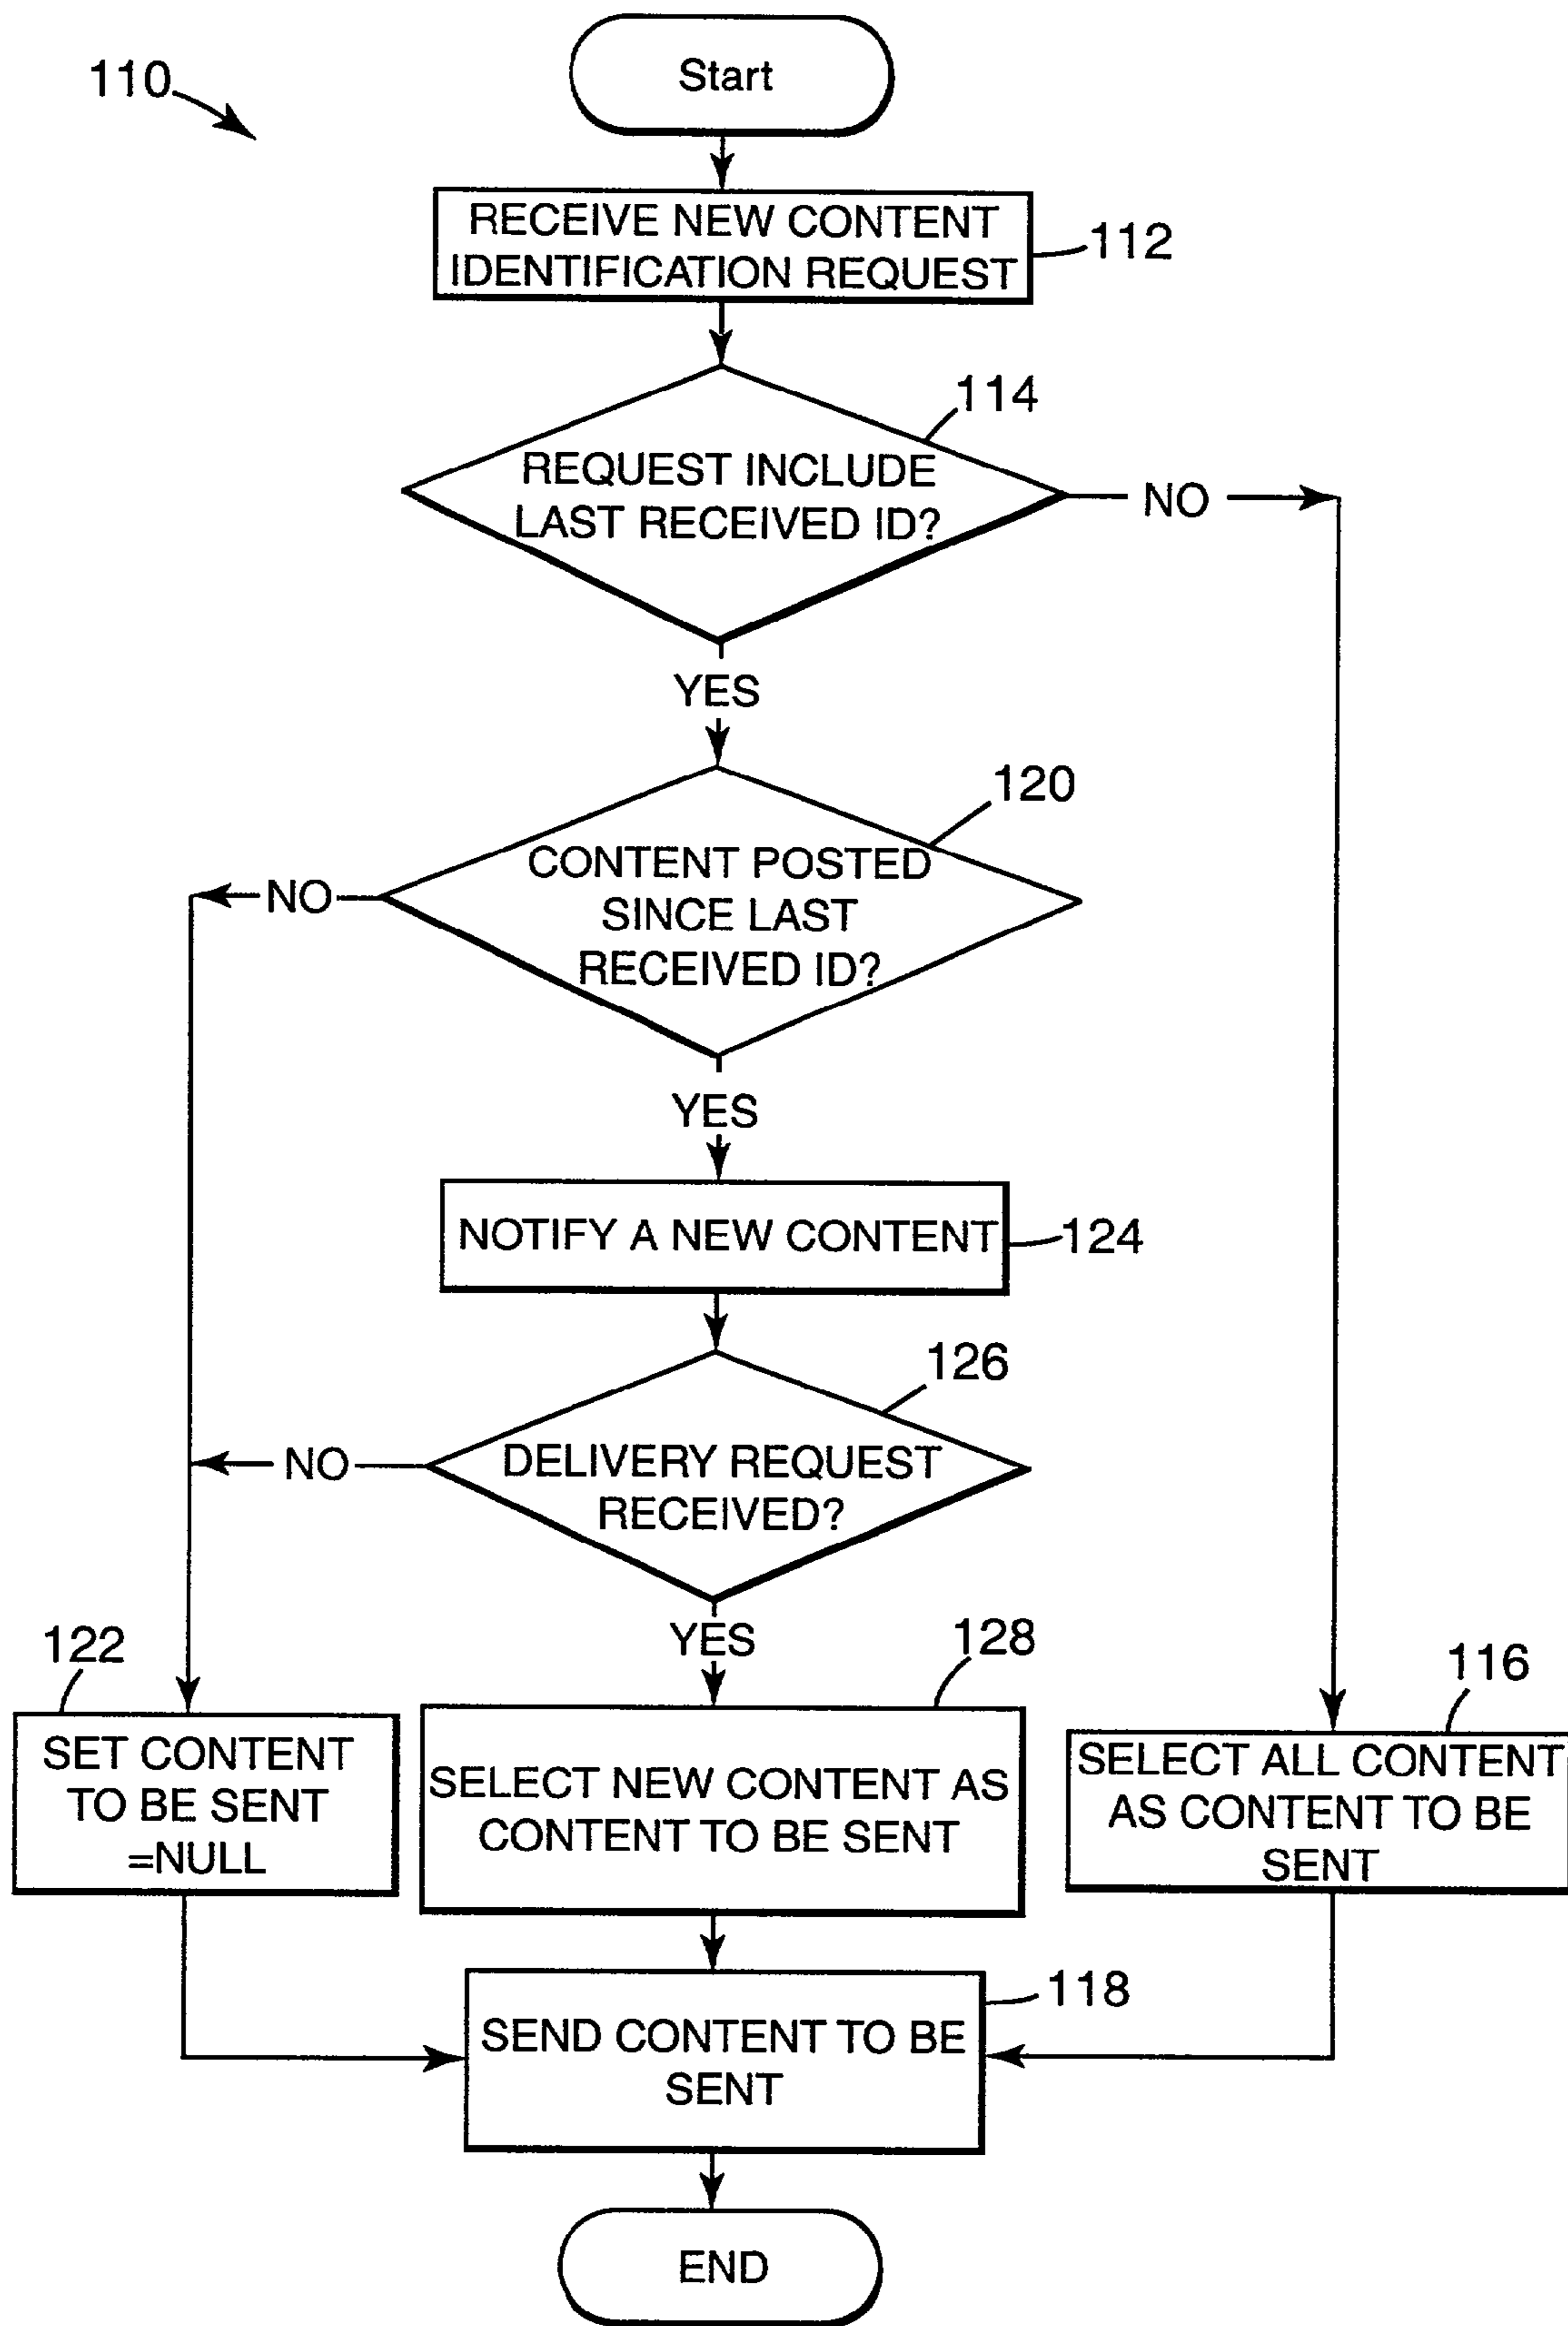 110
Start
RECEIVE NEW CONTENT
IDENTIFICATION REQUEST
112
114
REQUEST INCLUDE
LAST RECEIVED ID?
NO
YES
120
CONTENT POSTED
SINCE LAST
RECEIVED ID?
NO
YES
NOTIFY A NEW CONTENT
124
126
DELIVERY REQUEST
RECEIVED?
NO
YES
122
SET CONTENT
TO BE SENT
=NULL
128
SELECT NEW CONTENT AS
CONTENT TO BE SENT
116
SELECT ALL CONTENT
AS CONTENT TO BE
SENT
118
SEND CONTENT TO BE
SENT
END